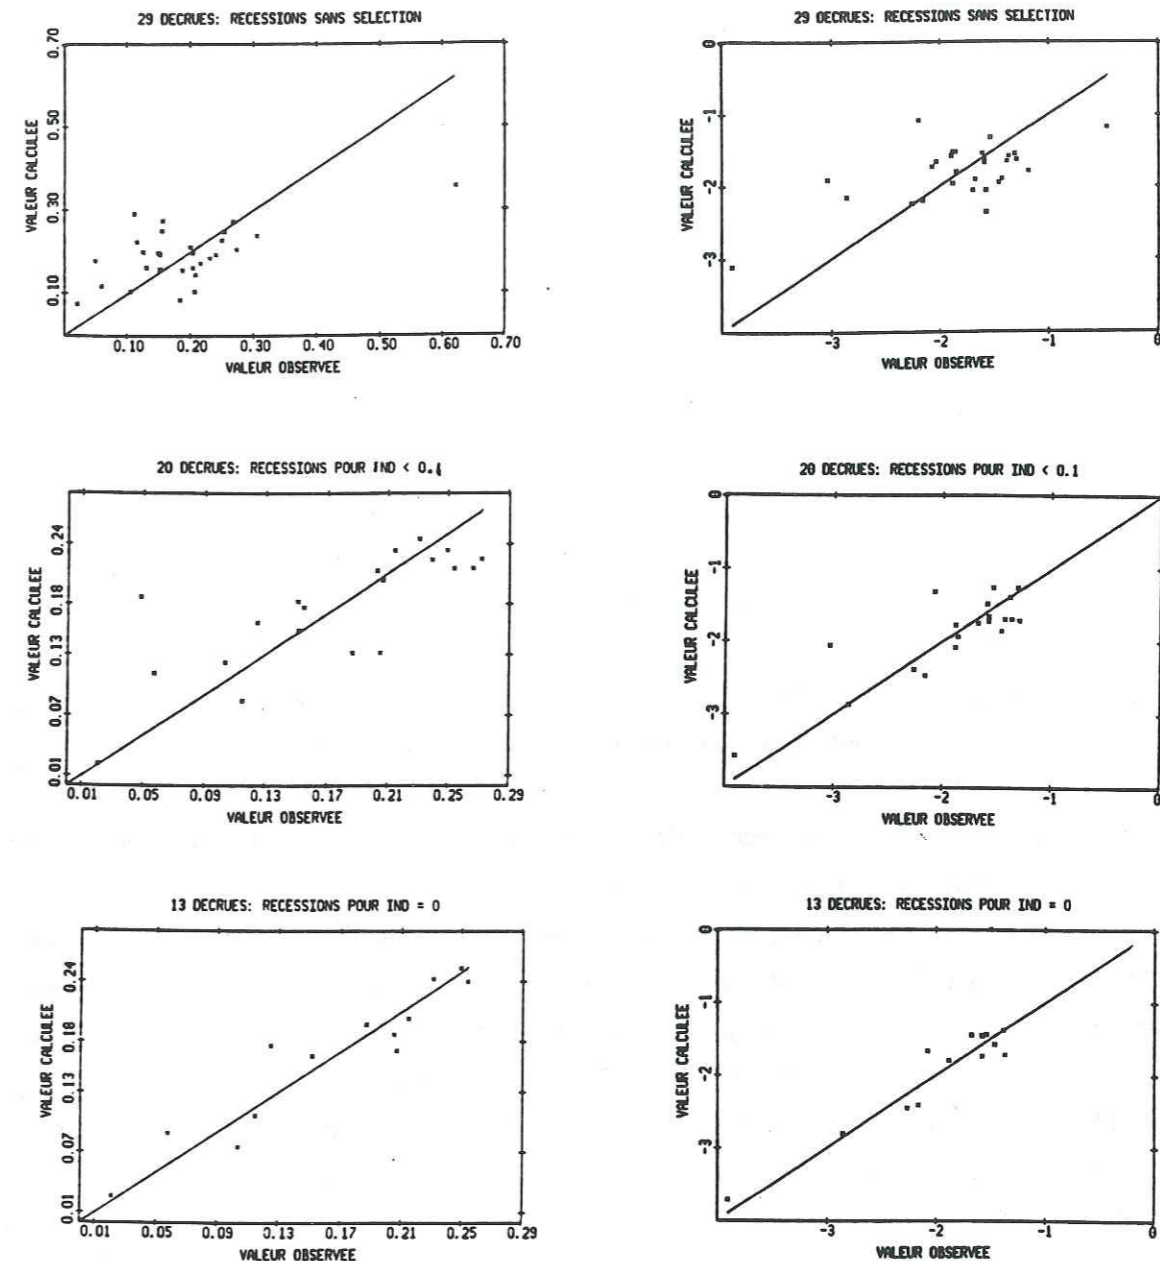 29 DECRUES: RECESSIONS SANS SELECTION
0.70
0.50
0.30
0.10
VALEUR CALCULEE
0.10 0.20 0.30 0.40 0.50 0.60 0.70
VALEUR OBSERVEE
29 DECRUES: RECESSIONS SANS SELECTION
0
-1
-2
-3
VALEUR CALCULEE
-3 -2 -1 0
VALEUR OBSERVEE
20 DECRUES: RECESSIONS POUR IND < 0.1
0.24
0.18
0.13
0.07
0.01
VALEUR CALCULEE
0.01 0.05 0.09 0.13 0.17 0.21 0.25 0.29
VALEUR OBSERVEE
20 DECRUES: RECESSIONS POUR IND < 0.1
0
-1
-2
-3
VALEUR CALCULEE
-3 -2 -1 0
VALEUR OBSERVEE
13 DECRUES: RECESSIONS POUR IND = 0
0.24
0.18
0.13
0.07
0.01
VALEUR CALCULEE
0.01 0.05 0.09 0.13 0.17 0.21 0.25 0.29
VALEUR OBSERVEE
13 DECRUES: RECESSIONS POUR IND = 0
0
-1
-2
-3
VALEUR CALCULEE
-3 -2 -1 0
VALEUR OBSERVEE